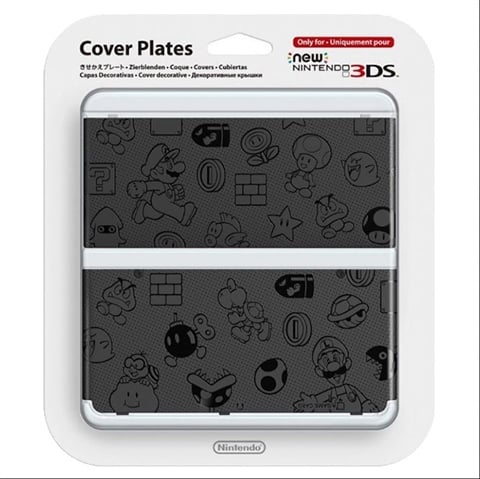 Cover Plates
きせかえプレート • Zierblenden • Coque • Covers • Cubiertas
Capas Decorativas • Cover decorative • Декоративные крышки
Only for • Uniquement pour
new
NINTENDO 3DS™
Nintendo®